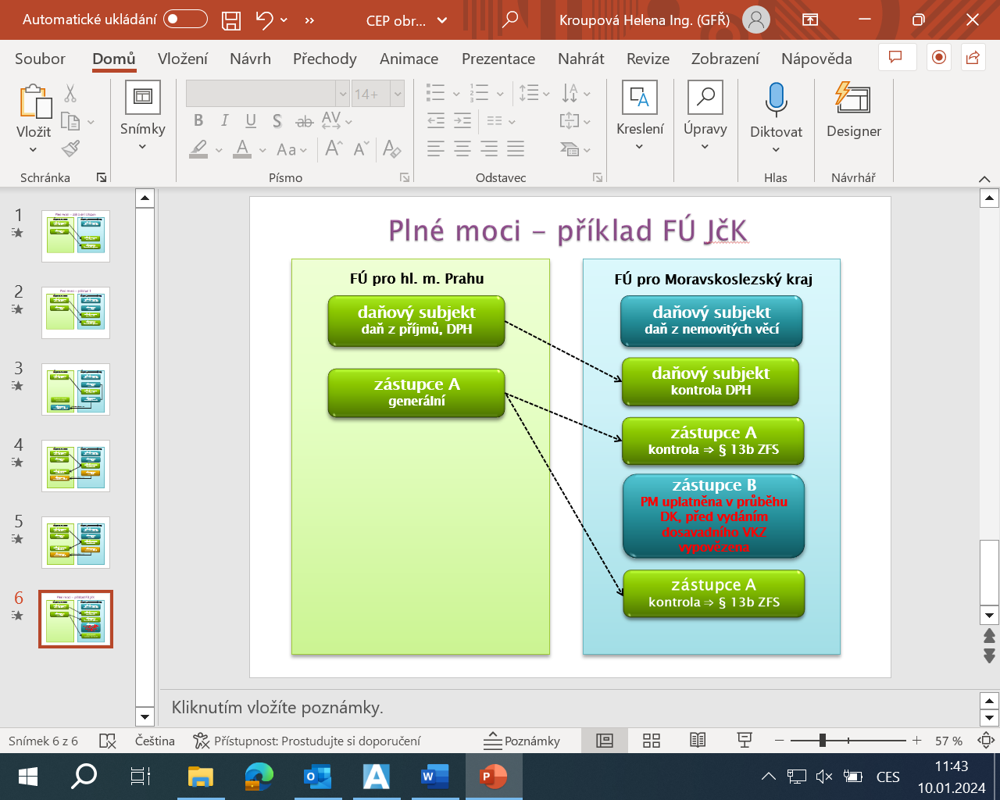 Automatické ukládání
CEP obr...
Kroupová Helena Ing. (GFŘ)
Soubor
Domů
Vložení
Návrh
Přechody
Animace
Prezentace
Nahrát
Revize
Zobrazení
Nápověda
Vložit
Snímky
14+
Kreslení
Úpravy
Diktovat
Designer
Schránka
Písmo
Odstavec
Hlas
Návrhář
1
2
3
4
5
6
Plné moci – příklad FÚ JčK
FÚ pro hl. m. Prahu
daňový subjekt
daň z příjmů, DPH
zástupce A
generální
FÚ pro Moravskoslezský kraj
daňový subjekt
daň z nemovitých věcí
daňový subjekt
kontrola DPH
zástupce A
kontrola ⇒ § 13b ZFS
zástupce B
PM uplatněna v průběhu
DK, před vydáním
dosavadního VKZ
vypovězena
zástupce A
kontrola ⇒ § 13b ZFS
Kliknutím vložíte poznámky.
Snímek 6 z 6
Čeština
Přístupnost: Prostudujte si doporučení
Poznámky
57 %
CES
11:43
10.01.2024